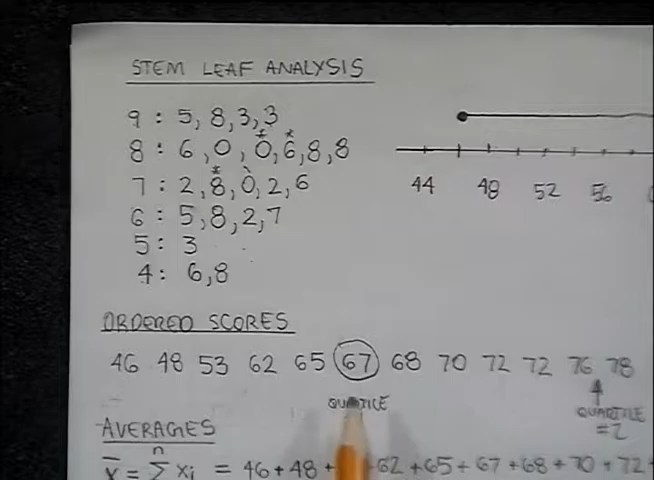 STEM LEAF ANALYSIS
9 : 5, 8, 3, 3
8 : 6, 0, 0*, 6*, 8, 8
7 : 2, 8*, 0, 2, 6
6 : 5, 8, 2, 7
5 : 3
4 : 6, 8
44 48 52 56
ORDERED SCORES
46 48 53 62 65 67 68 70 72 72 76 78
QUARTILE
#2
AVERAGES
n
x̄ = Σ xi = 46+48+ 62+65+67+68+70+72+